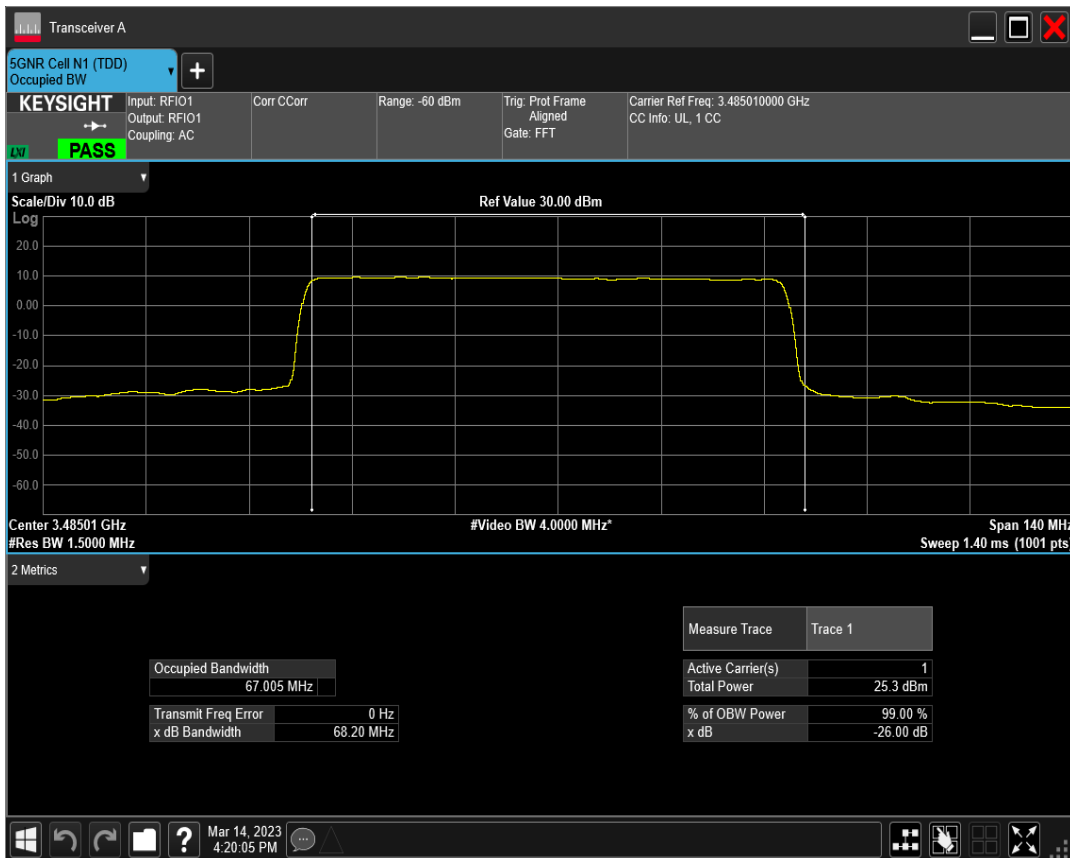 Transceiver A
5GNR Cell N1 (TDD)
Occupied BW
KEYSIGHT
LXI
PASS
Input: RFIO1
Output: RFIO1
Coupling: AC
Corr CCorr
Range: -60 dBm
Trig: Prot Frame
Aligned
Gate: FFT
Carrier Ref Freq: 3.485010000 GHz
CC Info: UL, 1 CC
1 Graph
Scale/Div 10.0 dB
Ref Value 30.00 dBm
Log
20.0
10.0
0.00
-10.0
-20.0
-30.0
-40.0
-50.0
-60.0
Center 3.48501 GHz
#Video BW 4.0000 MHz*
Span 140 MHz
#Res BW 1.5000 MHz
Sweep 1.40 ms (1001 pts)
2 Metrics
Measure Trace Trace 1
Occupied Bandwidth
67.005 MHz
Active Carrier(s) 1
Total Power 25.3 dBm
Transmit Freq Error 0 Hz
x dB Bandwidth 68.20 MHz
% of OBW Power 99.00 %
x dB -26.00 dB
?
Mar 14, 2023
4:20:05 PM